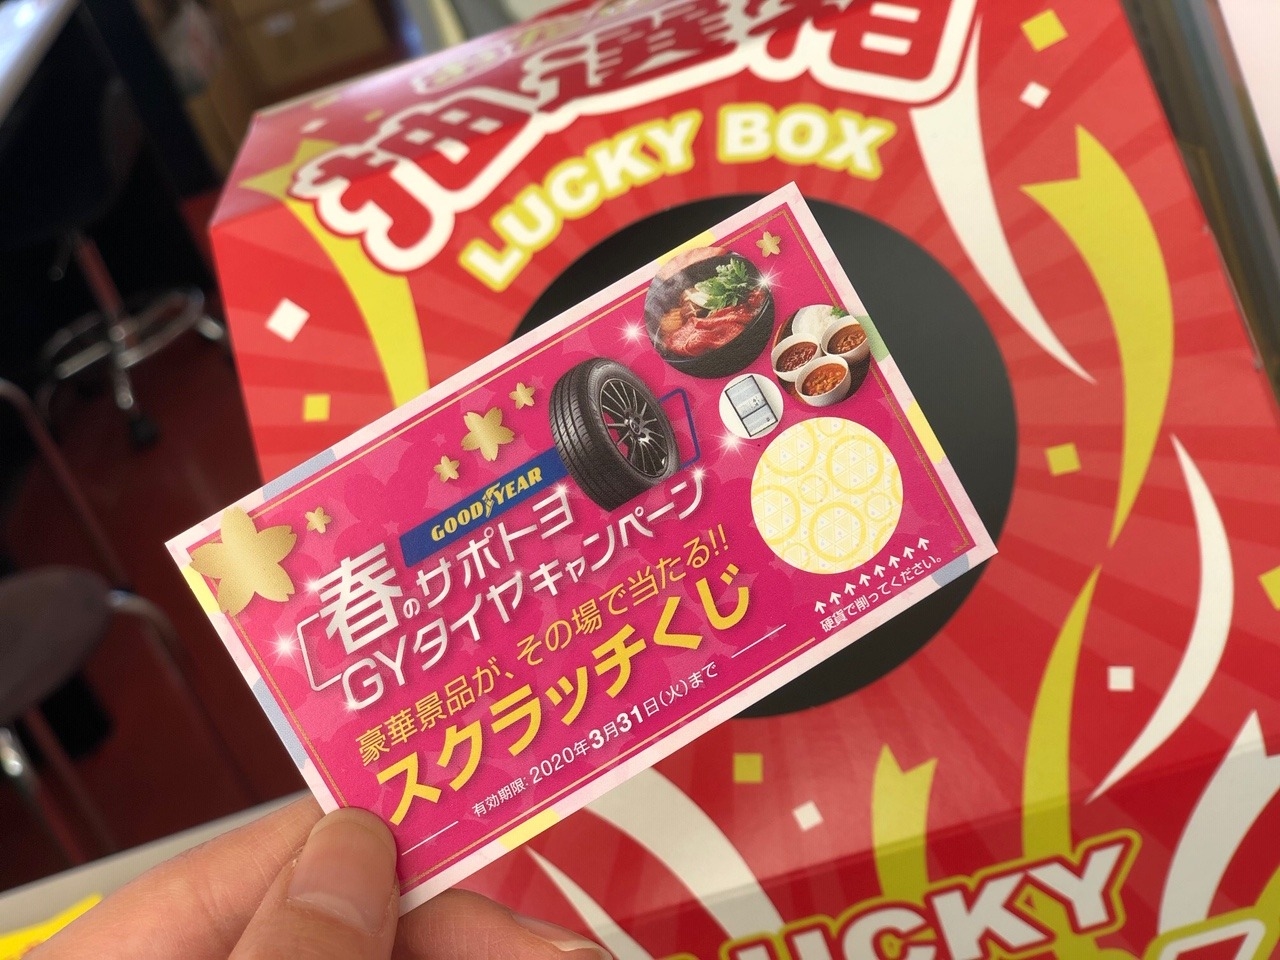 抽選箱
LUCKY BOX
GOODYEAR
春のサポトヨ
GYタイヤキャンペーン
豪華景品が、その場で当たる!!
スクラッチくじ
有効期限:2020年3月31日(火)まで
硬貨で削ってください。
LUCKY